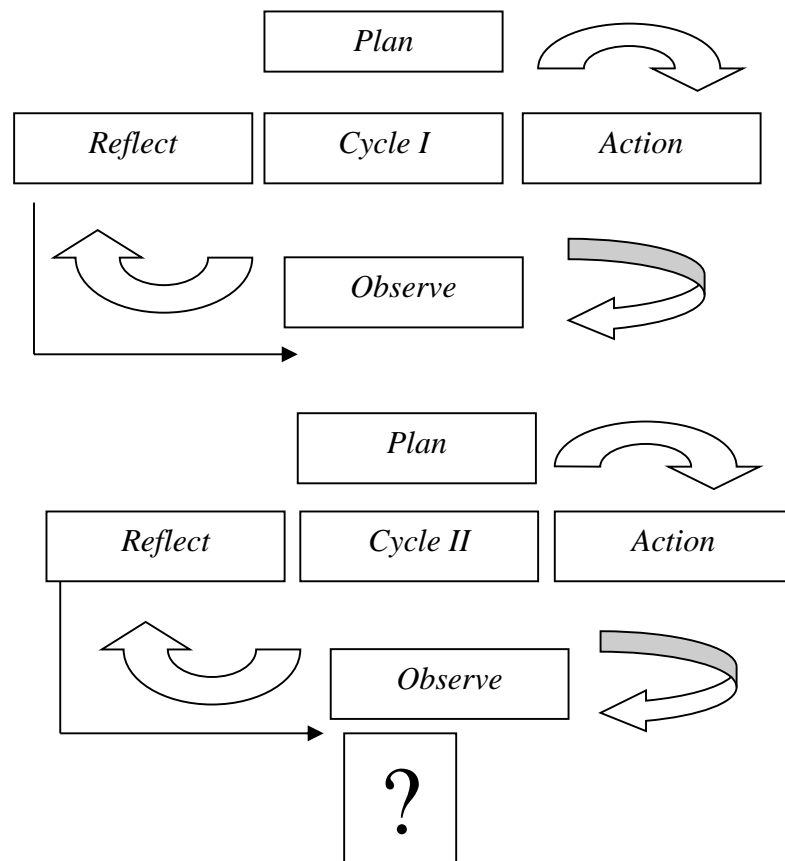 Plan
Reflect
Cycle I
Action
Observe
Plan
Reflect
Cycle II
Action
Observe
?